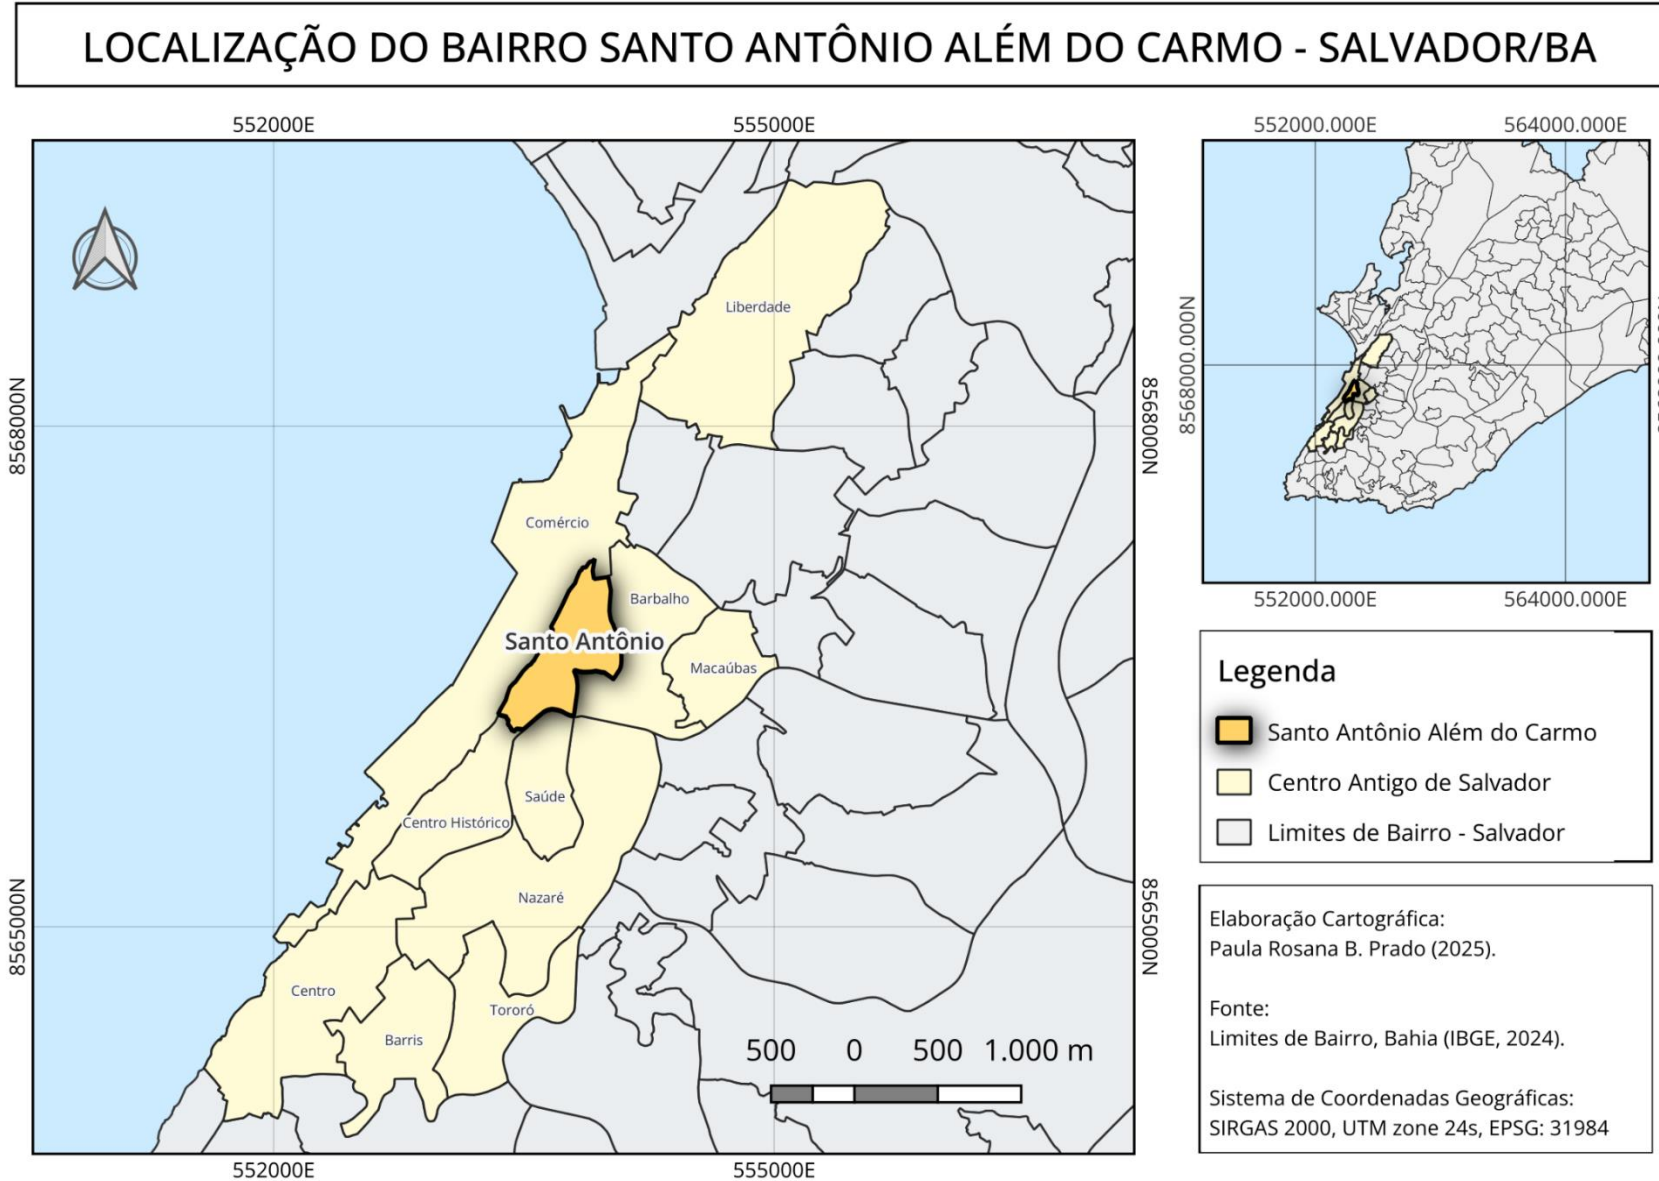 LOCALIZAÇÃO DO BAIRRO SANTO ANTÔNIO ALÉM DO CARMO - SALVADOR/BA
552000E
555000E
8568000N
8568000N
8565000N
8565000N
Liberdade
Comércio
Barbalho
Santo Antônio
Macaúbas
Saúde
Centro Histórico
Nazaré
Centro
Tororó
Barris
500 0 500 1.000 m
552000E
555000E
552000.000E
564000.000E
8568000.000N
552000.000E
564000.000E
Legenda
Santo Antônio Além do Carmo
Centro Antigo de Salvador
Limites de Bairro - Salvador
Elaboração Cartográfica:
Paula Rosana B. Prado (2025).
Fonte:
Limites de Bairro, Bahia (IBGE, 2024).
Sistema de Coordenadas Geográficas:
SIRGAS 2000, UTM zone 24s, EPSG: 31984